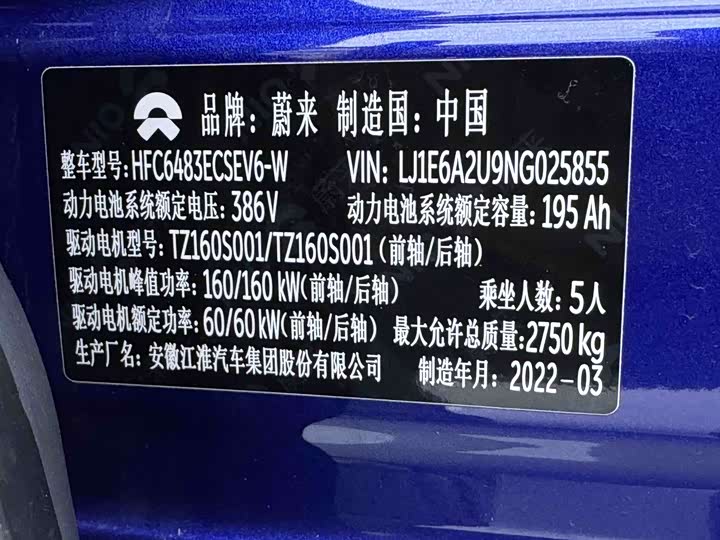 品牌：蔚来 制造国：中国
整车型号：HFC6483ECSEV6-W VIN：LJ1E6A2U9NG025855
动力电池系统额定电压：386V 动力电池系统额定容量：195 Ah
驱动电机型号：TZ160S001/TZ160S001（前轴/后轴）
驱动电机峰值功率：160/160 kW（前轴/后轴） 乘坐人数：5人
驱动电机额定功率：60/60 kW（前轴/后轴） 最大允许总质量：2750 kg
生产厂名：安徽江淮汽车集团股份有限公司 制造年月：2022-03